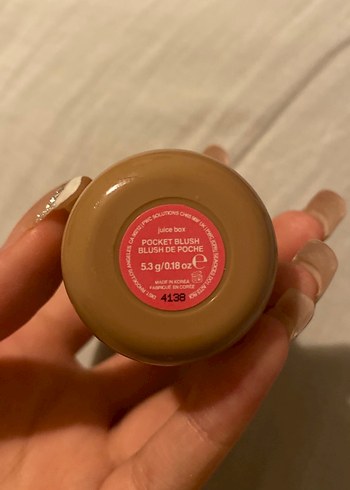 juice box
POCKET BLUSH
BLUSH DE POCHE
5.3 g/0.18 oz ℮
MADE IN KOREA
FABRIQUÉ EN CORÉE
4138